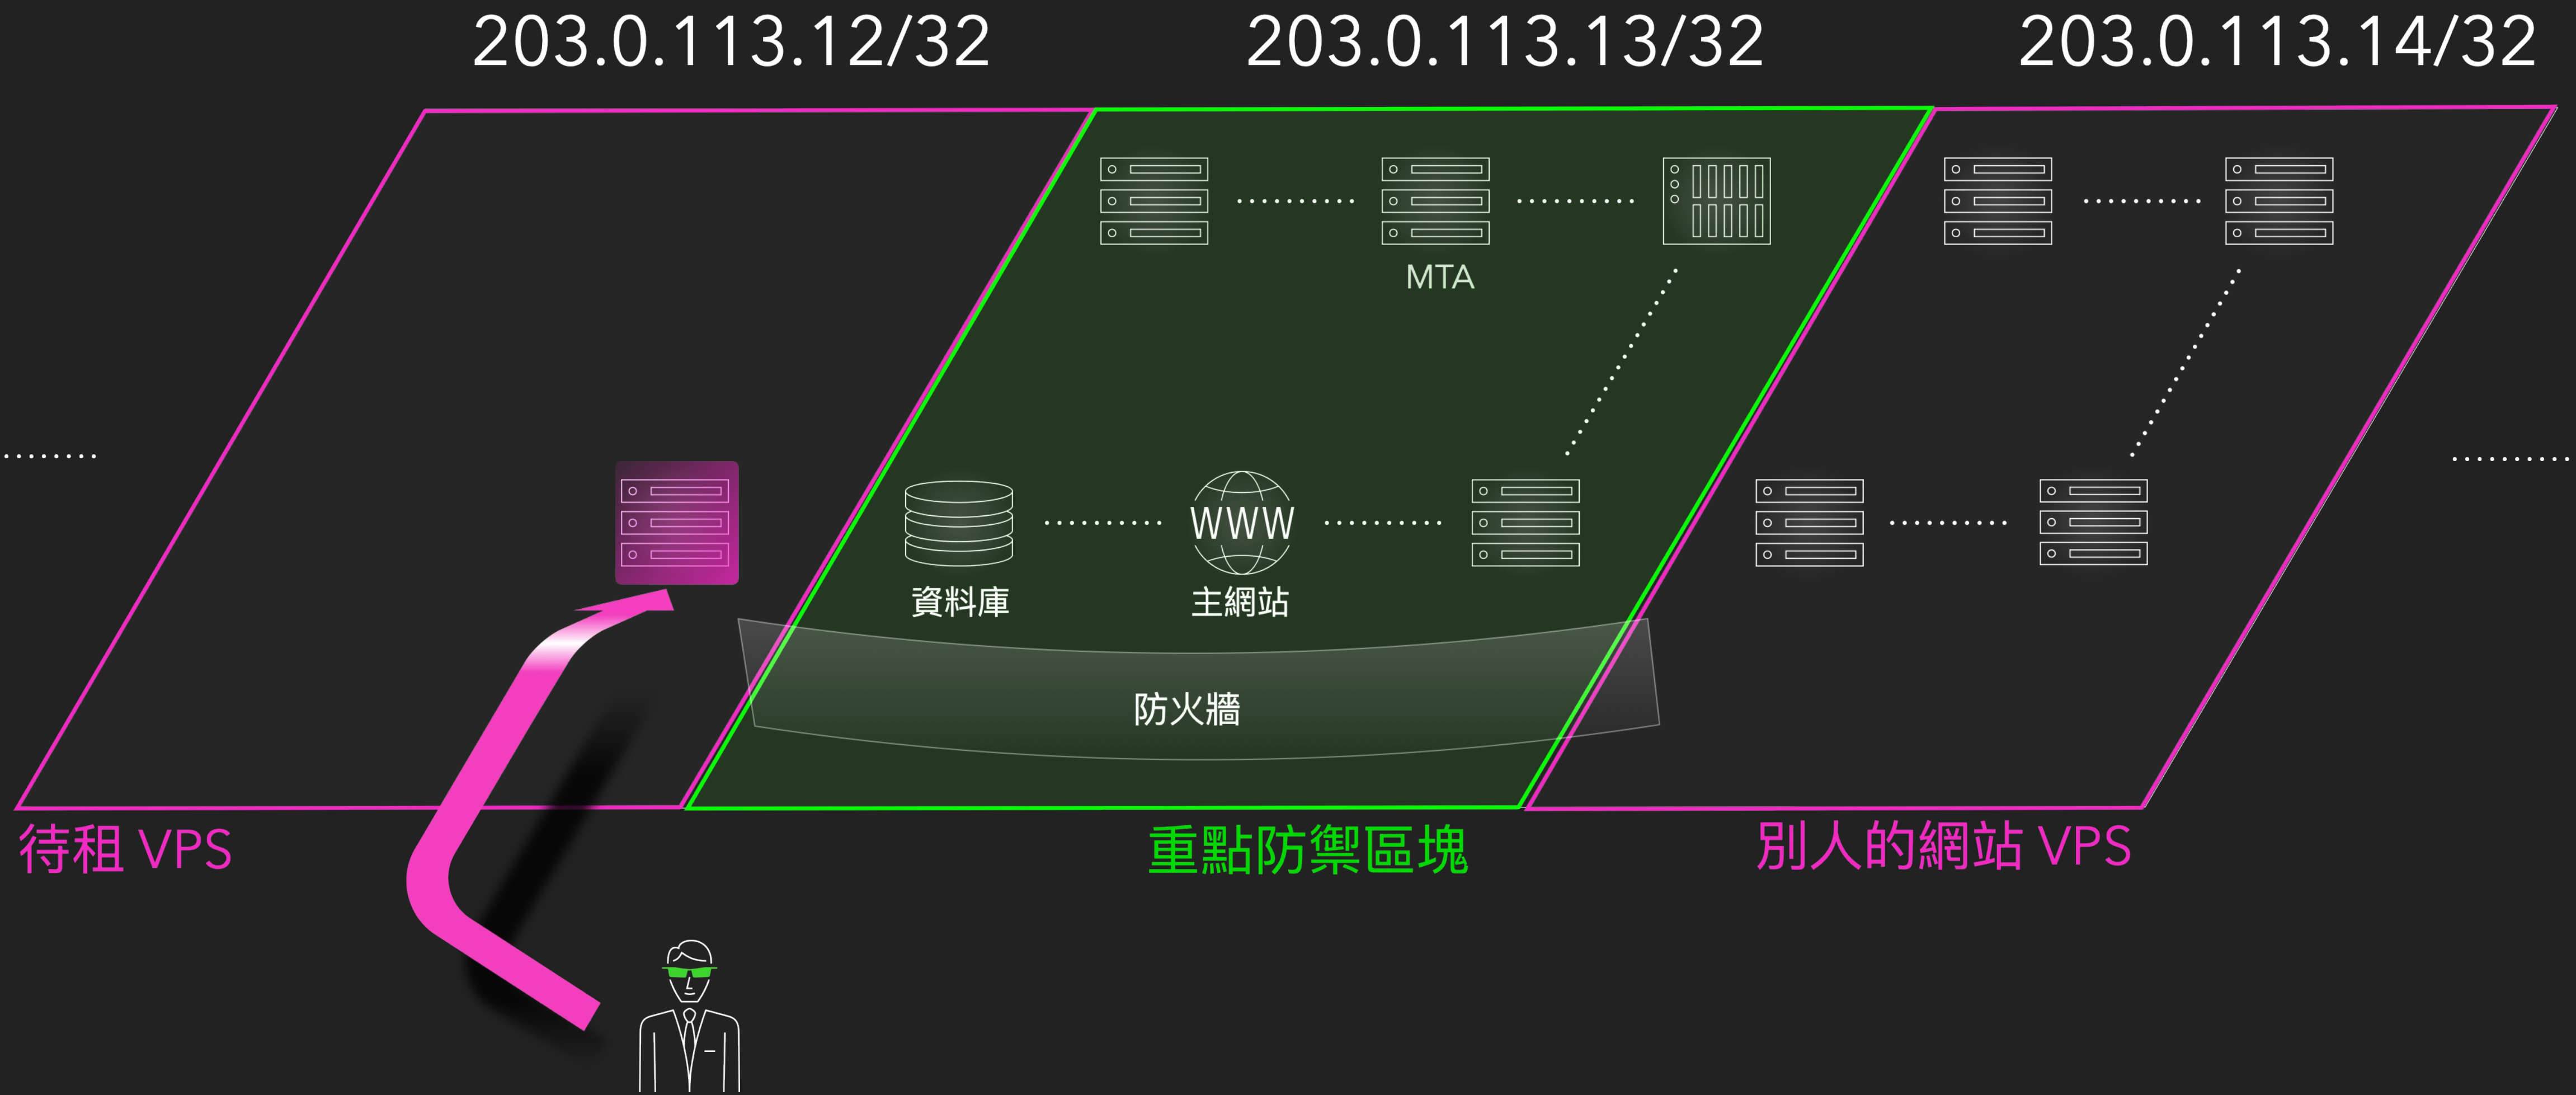 203.0.113.12/32
203.0.113.13/32
203.0.113.14/32
MTA
WWW
資料庫
主網站
防火牆
待租 VPS
重點防禦區塊
別人的網站 VPS